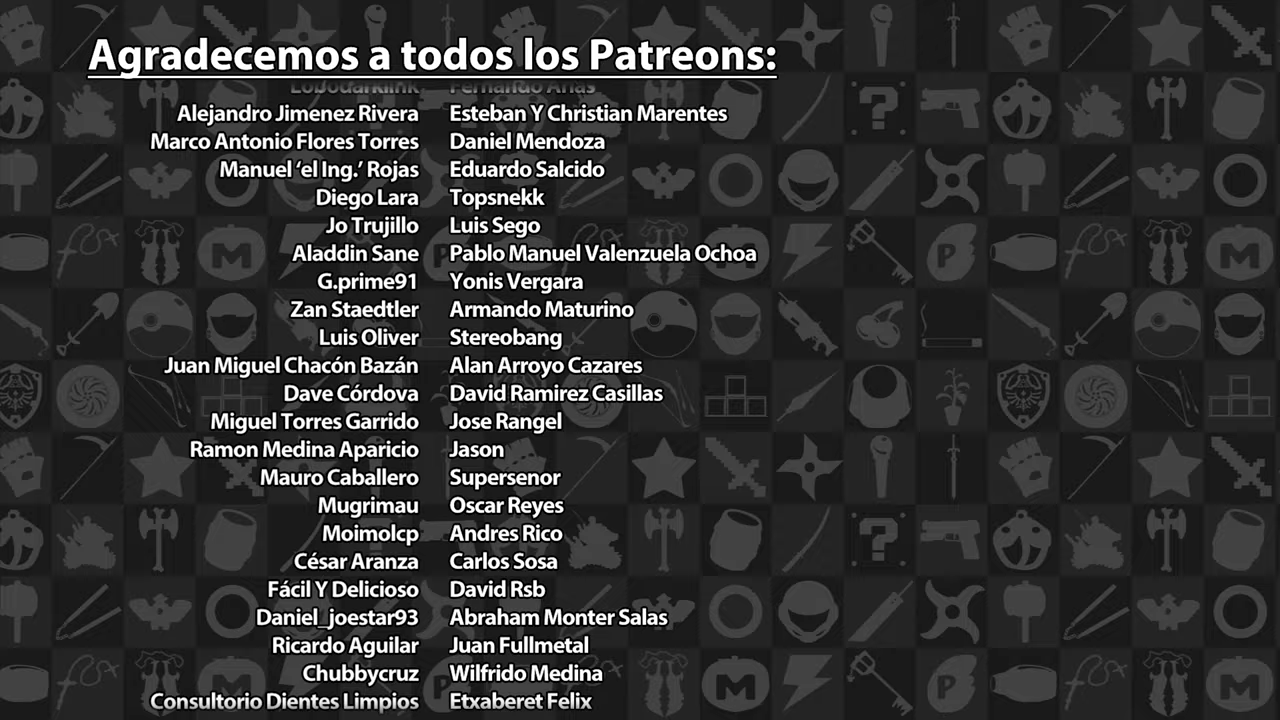 Agradecemos a todos los Patreons:
Lobodarklink Fernando Arias
Alejandro Jimenez Rivera Esteban Y Christian Marentes
Marco Antonio Flores Torres Daniel Mendoza
Manuel ‘el Ing.’ Rojas Eduardo Salcido
Diego Lara Topsnekk
Jo Trujillo Luis Sego
Aladdin Sane Pablo Manuel Valenzuela Ochoa
G.prime91 Yonis Vergara
Zan Staedtler Armando Maturino
Luis Oliver Stereobang
Juan Miguel Chacón Bazán Alan Arroyo Cazares
Dave Córdova David Ramirez Casillas
Miguel Torres Garrido Jose Rangel
Ramon Medina Aparicio Jason
Mauro Caballero Supersenor
Mugrimau Oscar Reyes
Moimolcp Andres Rico
César Aranza Carlos Sosa
Fácil Y Delicioso David Rsb
Daniel_joestar93 Abraham Monter Salas
Ricardo Aguilar Juan Fullmetal
Chubbycruz Wilfrido Medina
Consultorio Dientes Limpios Etxaberet Felix